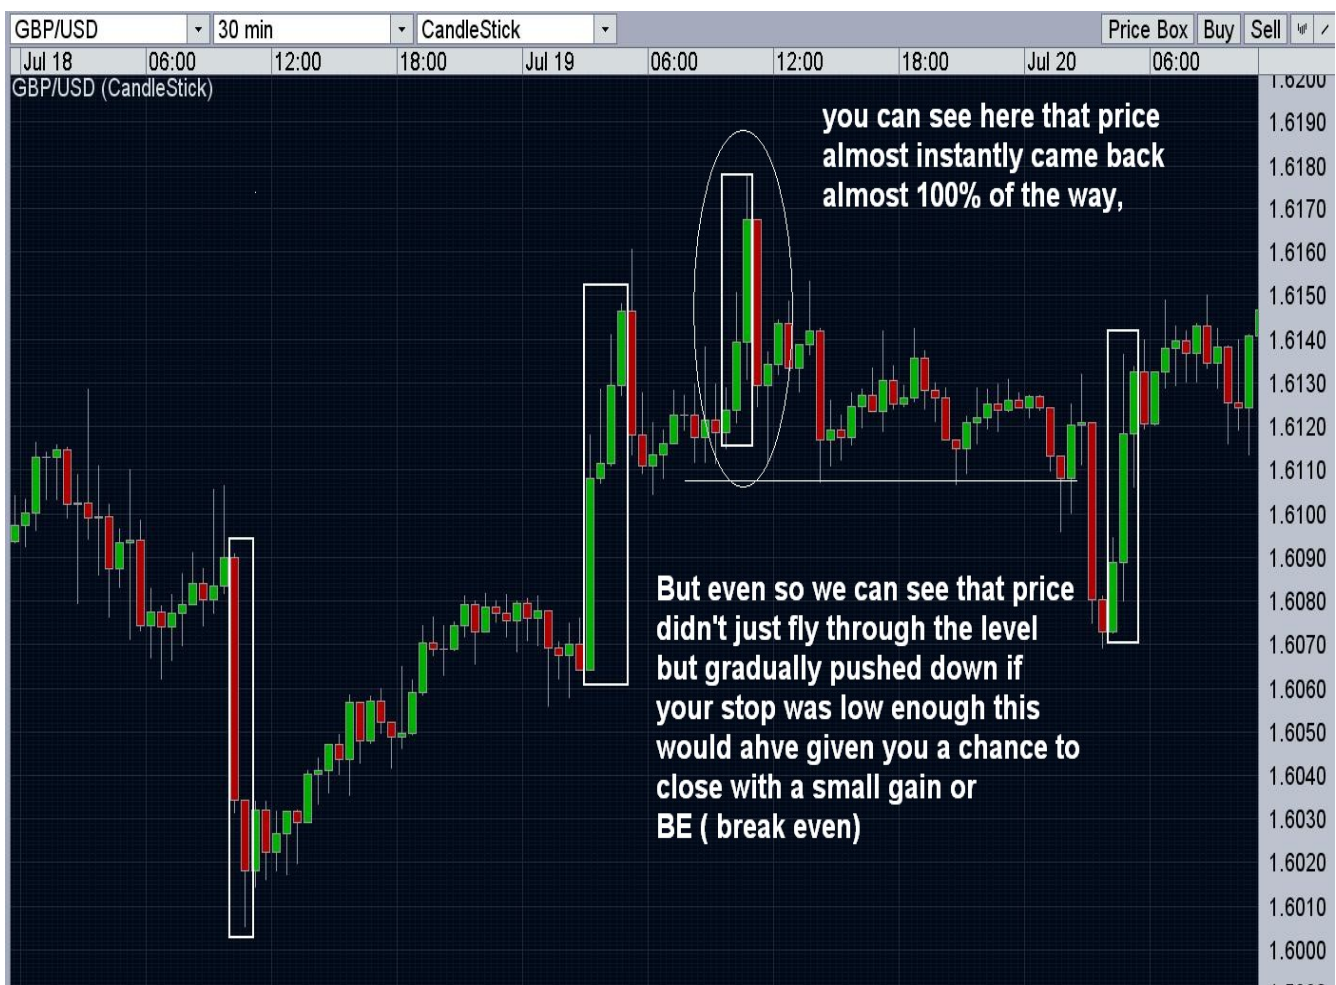 GBP/USD 30 min CandleStick Price Box Buy Sell
Jul 18 06:00 12:00 18:00 Jul 19 06:00 12:00 18:00 Jul 20 06:00
GBP/USD (CandleStick)
1.6200
1.6190
1.6180
1.6170
1.6160
1.6150
1.6140
1.6130
1.6120
1.6110
1.6100
1.6090
1.6080
1.6070
1.6060
1.6050
1.6040
1.6030
1.6020
1.6010
1.6000
you can see here that price
almost instantly came back
almost 100% of the way,
But even so we can see that price
didn't just fly through the level
but gradually pushed down if
your stop was low enough this
would ahve given you a chance to
close with a small gain or
BE ( break even)